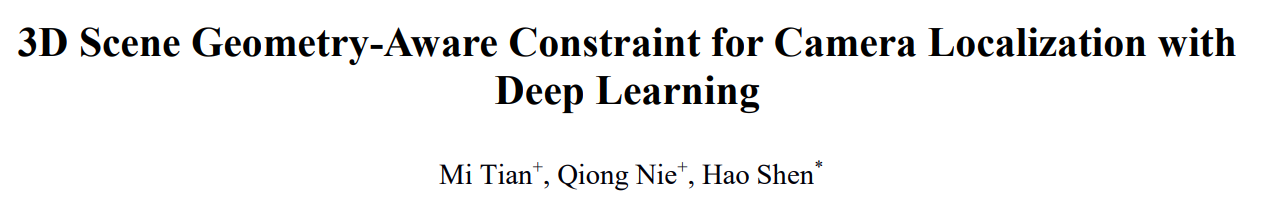 3D Scene Geometry-Aware Constraint for Camera Localization with
Deep Learning
Mi Tian⁺, Qiong Nie⁺, Hao Shen*